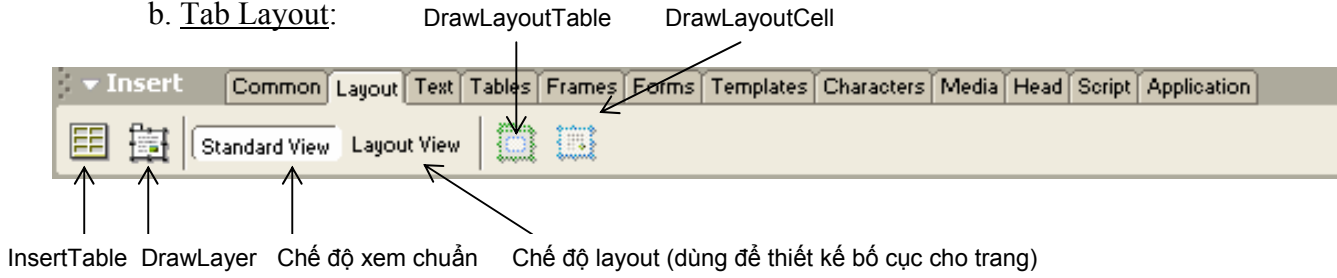 b. Tab Layout: DrawLayoutTable DrawLayoutCell
Insert Common Layout Text Tables Frames Forms Templates Characters Media Head Script Application
Standard View Layout View
InsertTable DrawLayer Chế độ xem chuẩn Chế độ layout (dùng để thiết kế bố cục cho trang)